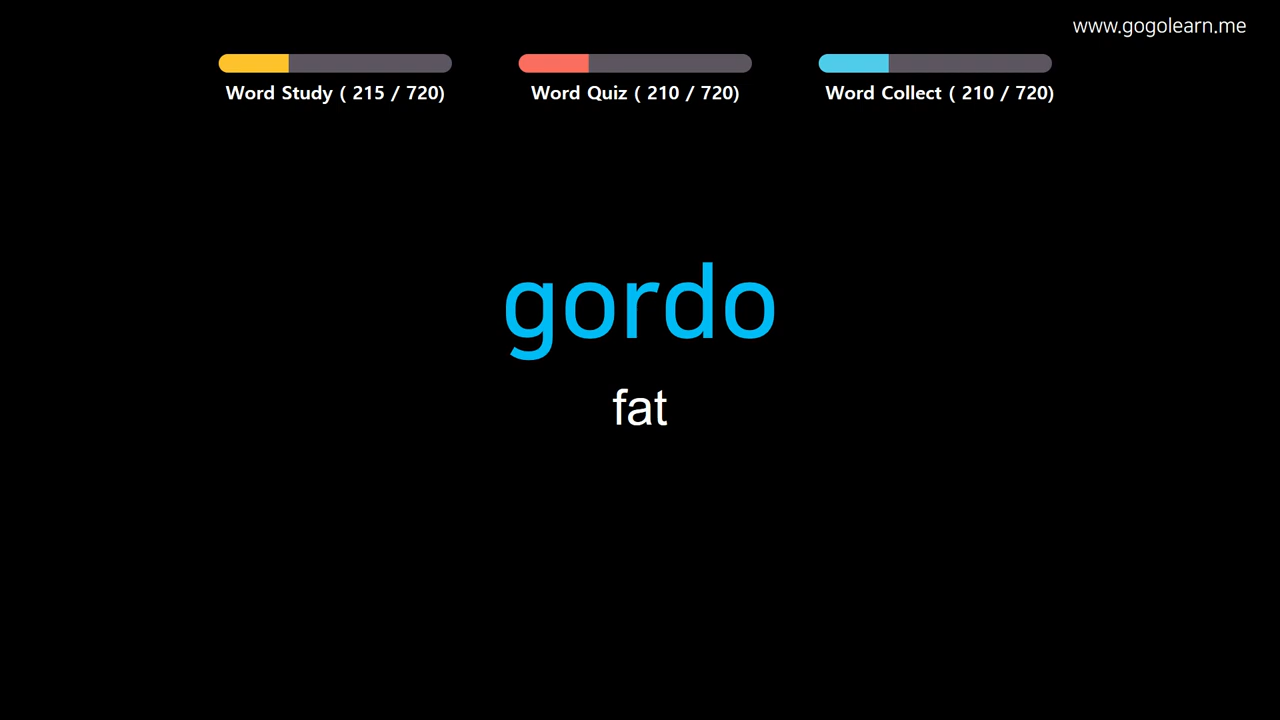 www.gogolearn.me
Word Study ( 215 / 720)
Word Quiz ( 210 / 720)
Word Collect ( 210 / 720)
gordo
fat